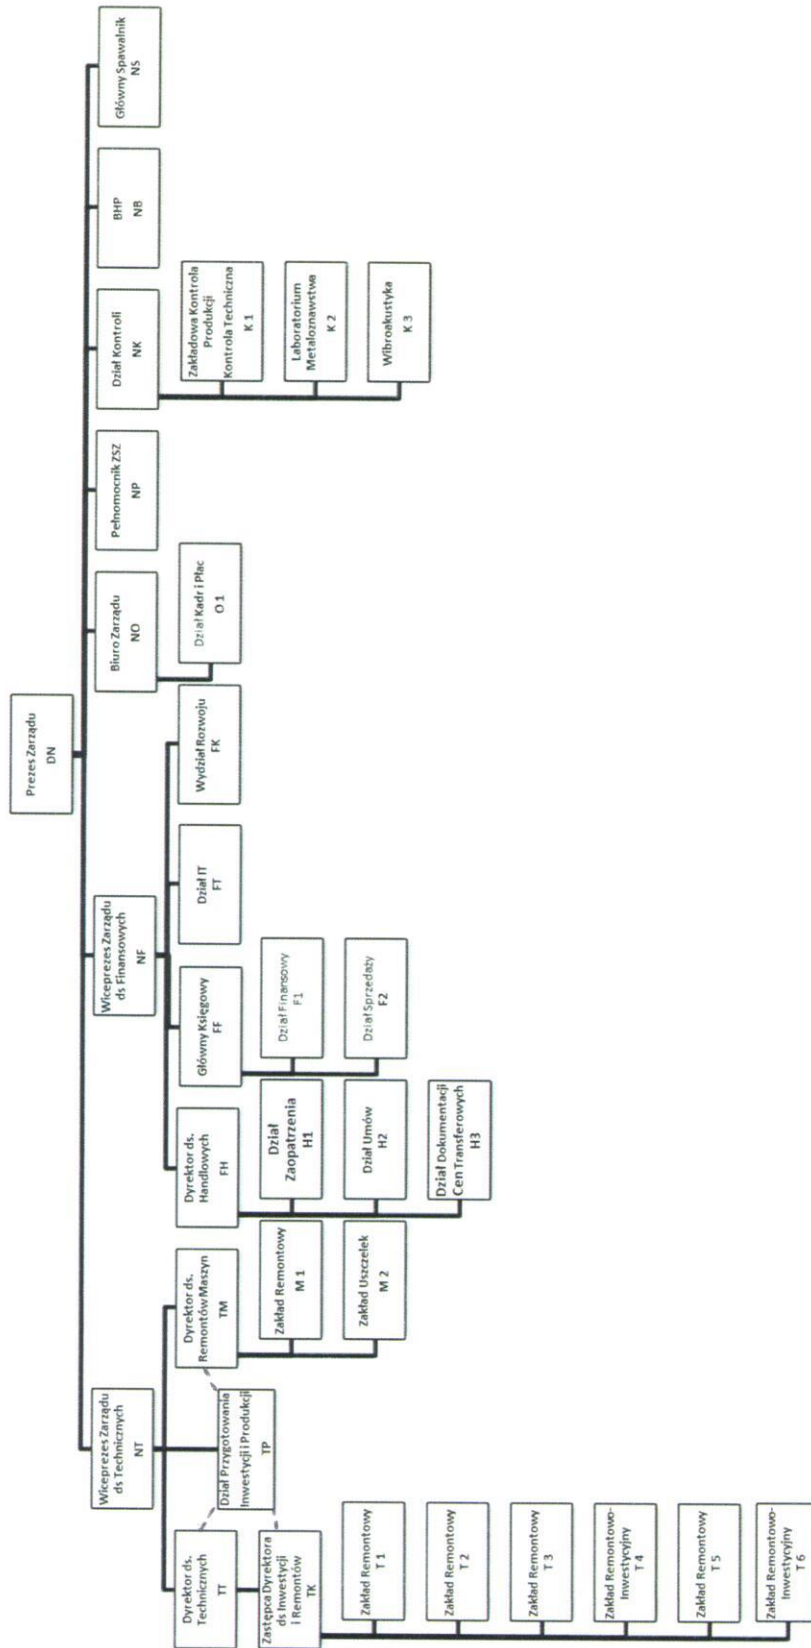 Prezes Zarządu
DN
Wiceprezes Zarządu
ds Technicznych
NT
Wiceprezes Zarządu
ds Finansowych
NF
Biuro Zarządu
NO
Pełnomocnik ZSZ
NP
Dział Kontroli
NK
BHP
NB
Główny Spawalnik
NS
Dyrektor ds.
Technicznych
TT
Dział Przygotowania
Inwestycji i Produkcji
TP
Dyrektor ds.
Remontów Maszyn
TM
Dyrektor ds.
Handlowych
FH
Główny Księgowy
FF
Dział IT
FT
Wydział Rozwoju
FK
Dział Kadr i Płac
O 1
Zakładowa Kontrola
Produkcji
Kontrola Techniczna
K 1
Laboratorium
Metaloznawstwa
K 2
Wibroakustyka
K 3
Zastępca Dyrektora
ds Inwestycji
i Remontów
TK
Zakład Remontowy
T 1
Zakład Remontowy
T 2
Zakład Remontowy
T 3
Zakład Remontowo-
Inwestycyjny
T 4
Zakład Remontowy
T 5
Zakład Remontowo-
Inwestycyjny
T 6
Zakład Remontowy
M 1
Zakład Uszczelek
M 2
Dział
Zaopatrzenia
H1
Dział Umów
H2
Dział Dokumentacji
Cen Transferowych
H3
Dział Finansowy
F1
Dział Sprzedaży
F2